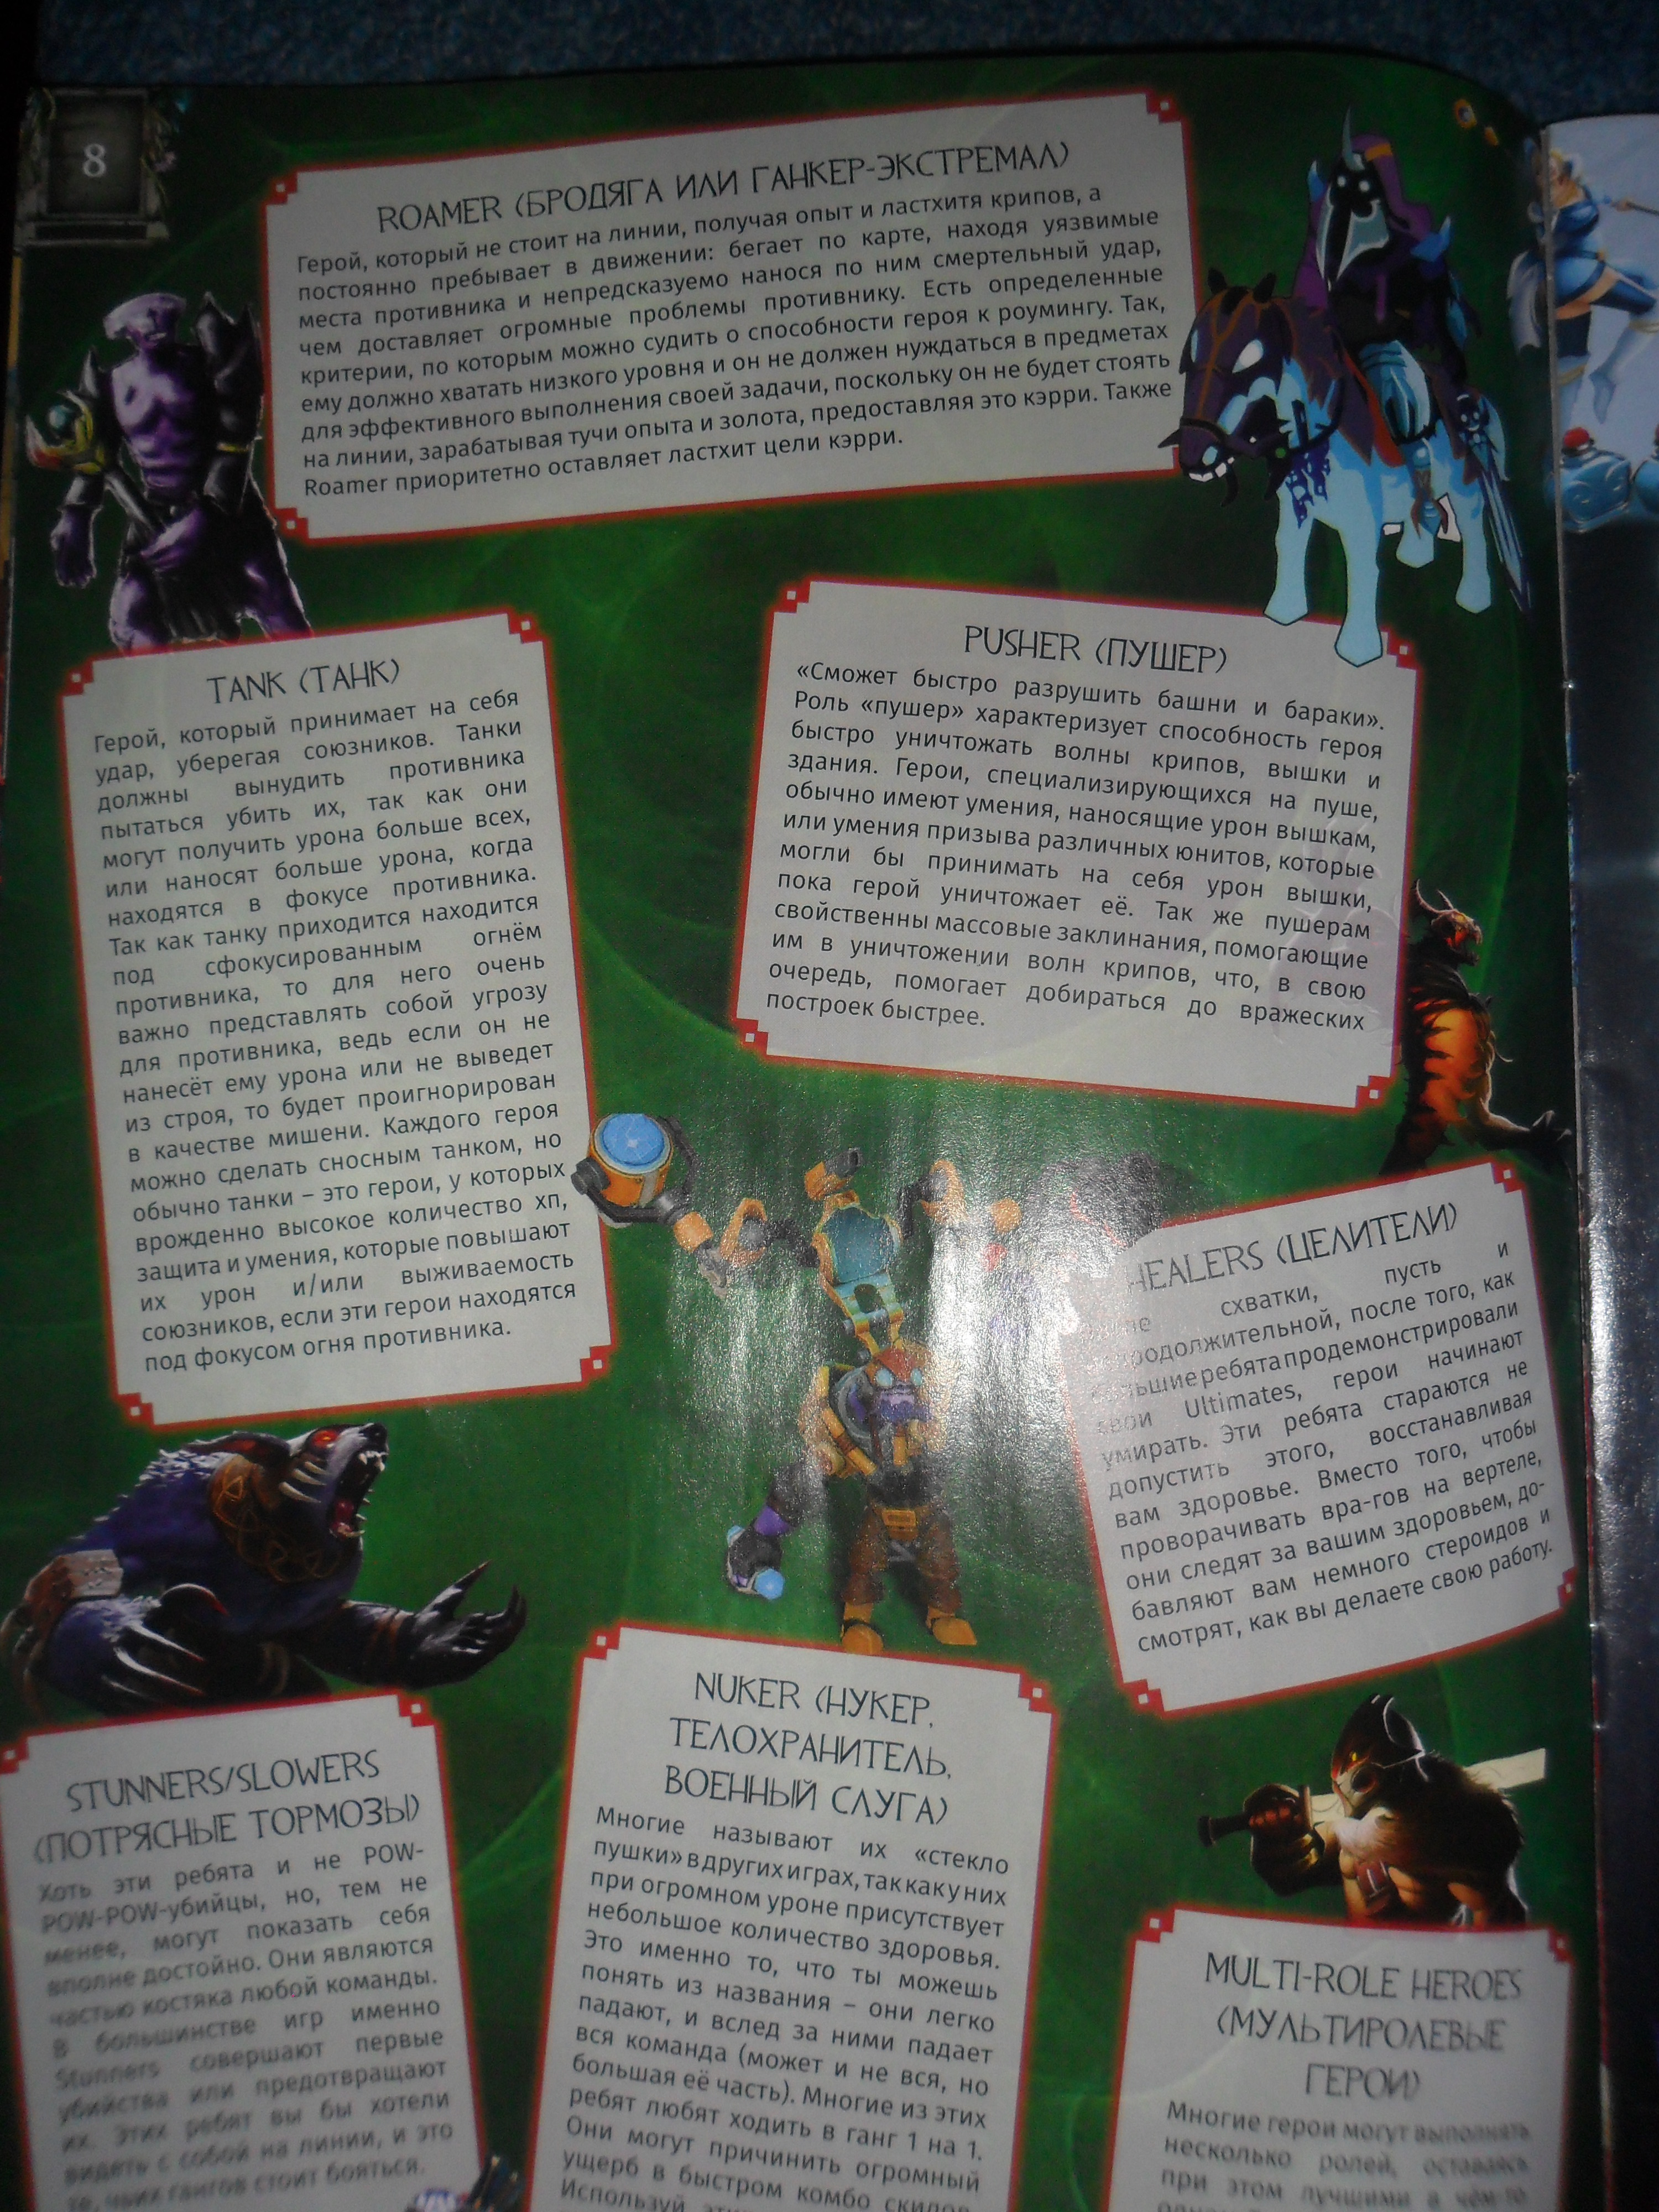 8
ROAMER (БРОДЯГА ИЛИ ГАНКЕР-ЭКСТРЕМАЛ)
Герой, который не стоит на линии, получая опыт и ластхитя крипов, а
постоянно пребывает в движении: бегает по карте, находя уязвимые
места противника и непредсказуемо нанося по ним смертельный удар,
чем доставляет огромные проблемы противнику. Есть определенные
критерии, по которым можно судить о способности героя к роумингу. Так,
ему должно хватать низкого уровня и он не должен нуждаться в предметах
для эффективного выполнения своей задачи, поскольку он не будет стоять
на линии, зарабатывая тучи опыта и золота, предоставляя это кэрри. Также
Roamer приоритетно оставляет ластхит цели кэрри.
TANK (ТАНК)
Герой, который принимает на себя
удар, уберегая союзников. Танки
должны вынудить противника
пытаться убить их, так как они
могут получить урона больше всех,
или наносят больше урона, когда
находятся в фокусе противника.
Так как танку приходится находится
под сфокусированным огнём
противника, то для него очень
важно представлять собой угрозу
для противника, ведь если он не
нанесёт ему урона или не выведет
из строя, то будет проигнорирован
в качестве мишени. Каждого героя
можно сделать сносным танком, но
обычно танки – это герои, у которых
врожденно высокое количество хп,
защита и умения, которые повышают
их урон и/или выживаемость
союзников, если эти герои находятся
под фокусом огня противника.
PUSHER (ПУШЕР)
«Сможет быстро разрушить башни и бараки».
Роль «пушер» характеризует способность героя
быстро уничтожать волны крипов, вышки и
здания. Герои, специализирующихся на пуше,
обычно имеют умения, наносящие урон вышкам,
или умения призыва различных юнитов, которые
могли бы принимать на себя урон вышки,
пока герой уничтожает её. Так же пушерам
свойственны массовые заклинания, помогающие
им в уничтожении волн крипов, что, в свою
очередь, помогает добираться до вражеских
построек быстрее.
HEALERS (ЦЕЛИТЕЛИ)
схватки, пусть и
продолжительной, после того, как
большие ребята продемонстрировали
свои Ultimates, герои начинают
умирать. Эти ребята стараются не
допустить этого, восстанавливая
вам здоровье. Вместо того, чтобы
проворачивать вра-гов на вертеле,
они следят за вашим здоровьем, до-
бавляют вам немного стероидов и
смотрят, как вы делаете свою работу.
STUNNERS/SLOWERS
(ПОТРЯСНЫЕ ТОРМОЗЫ)
Хоть эти ребята и не POW-
POW-POW-убийцы, но, тем не
менее, могут показать себя
вполне достойно. Они являются
частью костяка любой команды.
В большинстве игр именно
Stunners совершают первые
убийства или предотвращают
их. Этих ребят вы бы хотели
видеть с собой на линии, и это
те, чьих гангов стоит бояться.
NUKER (НУКЕР,
ТЕЛОХРАНИТЕЛЬ,
ВОЕННЫЙ СЛУГА)
Многие называют их «стекло
пушки» в других играх, так как у них
при огромном уроне присутствует
небольшое количество здоровья.
Это именно то, что ты можешь
понять из названия – они легко
падают, и вслед за ними падает
вся команда (может и не вся, но
большая её часть). Многие из этих
ребят любят ходить в ганг 1 на 1.
Они могут причинить огромный
ущерб в быстром комбо скилов.
Используй
MULTI-ROLE HEROES
(МУЛЬТИРОЛЕВЫЕ
ГЕРОИ)
Многие герои могут выполнять
несколько ролей, оставаясь
при этом лучшими в чём-то